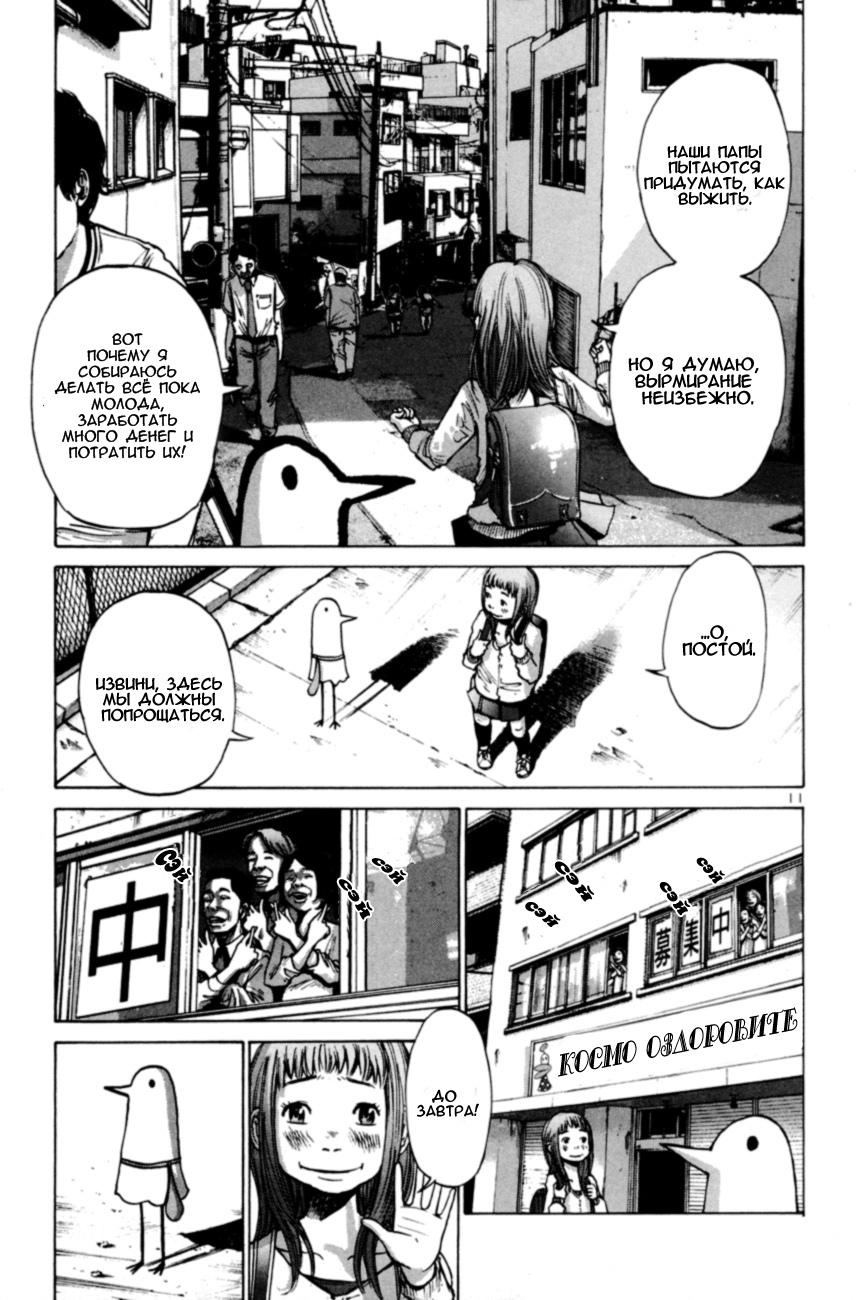 НАШИ ПАПЫ
ПЫТАЮТСЯ
ПРИДУМАТЬ, КАК
ВЫЖИТЬ.
НО Я ДУМАЮ,
ВЫРМИРАНИЕ
НЕИЗБЕЖНО.
ВОТ
ПОЧЕМУ Я
СОБИРАЮСЬ
ДЕЛАТЬ ВСЁ ПОКА
МОЛОДА,
ЗАРАБОТАТЬ
МНОГО ДЕНЕГ И
ПОТРАТИТЬ ИХ!
...О,
ПОСТОЙ.
ИЗВИНИ, ЗДЕСЬ
МЫ ДОЛЖНЫ
ПОПРОЩАТЬСЯ.
11
СЭЙ
СЭЙ
СЭЙ
СЭЙ
募集中
КОСМО ОЗДОРОВИТЕ
СЭЙ
СЭЙ
СЭЙ
中
ДО
ЗАВТРА!